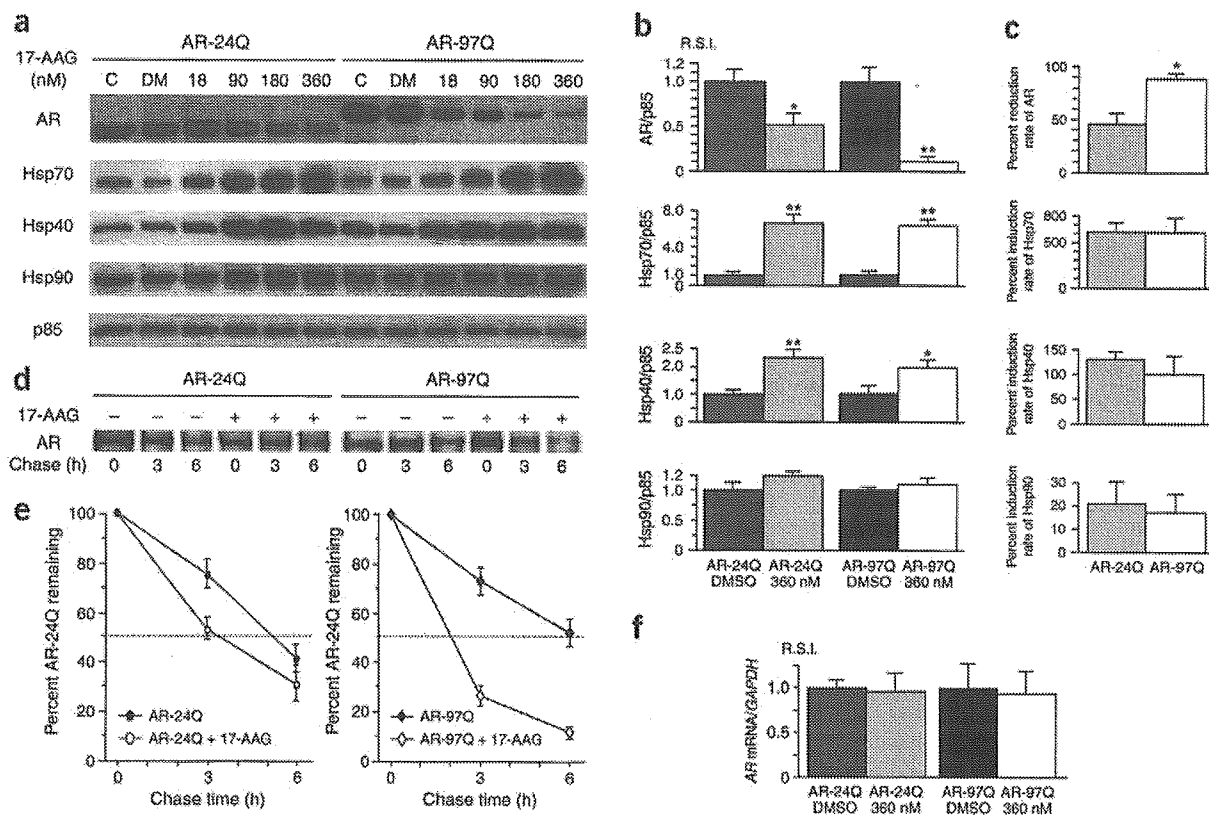 a
AR-24Q AR-97Q
17-AAG
(nM) C DM 18 90 180 360 C DM 18 90 180 360
AR
Hsp70
Hsp40
Hsp90
p85
b
R.S.I.
AR/p85
1.2
1.0
0.5
0
*
**
Hsp70/p85
8.0
6.0
4.0
1.0
0
**
**
Hsp40/p85
2.5
2.0
1.0
0
**
*
Hsp90/p85
1.2
1.0
0.5
0
AR-24Q DMSO
AR-24Q 360 nM
AR-97Q DMSO
AR-97Q 360 nM
c
Percent reduction rate of AR
100
50
0
*
Percent induction rate of Hsp70
800
500
0
Percent induction rate of Hsp40
150
100
50
0
Percent induction rate of Hsp90
30
20
10
0
AR-24Q AR-97Q
d
AR-24Q AR-97Q
17-AAG – – – + + + – – – + + +
AR
Chase (h) 0 3 6 0 3 6 0 3 6 0 3 6
e
Percent AR-24Q remaining
100
80
60
40
20
0
AR-24Q
AR-24Q + 17-AAG
0 3 6
Chase time (h)
Percent AR-24Q remaining
100
80
60
40
20
0
AR-97Q
AR-97Q + 17-AAG
0 3 6
Chase time (h)
f
R.S.I.
AR mRNA/GAPDH
1.0
0.5
0
AR-24Q DMSO
AR-24Q 360 nM
AR-97Q DMSO
AR-97Q 360 nM